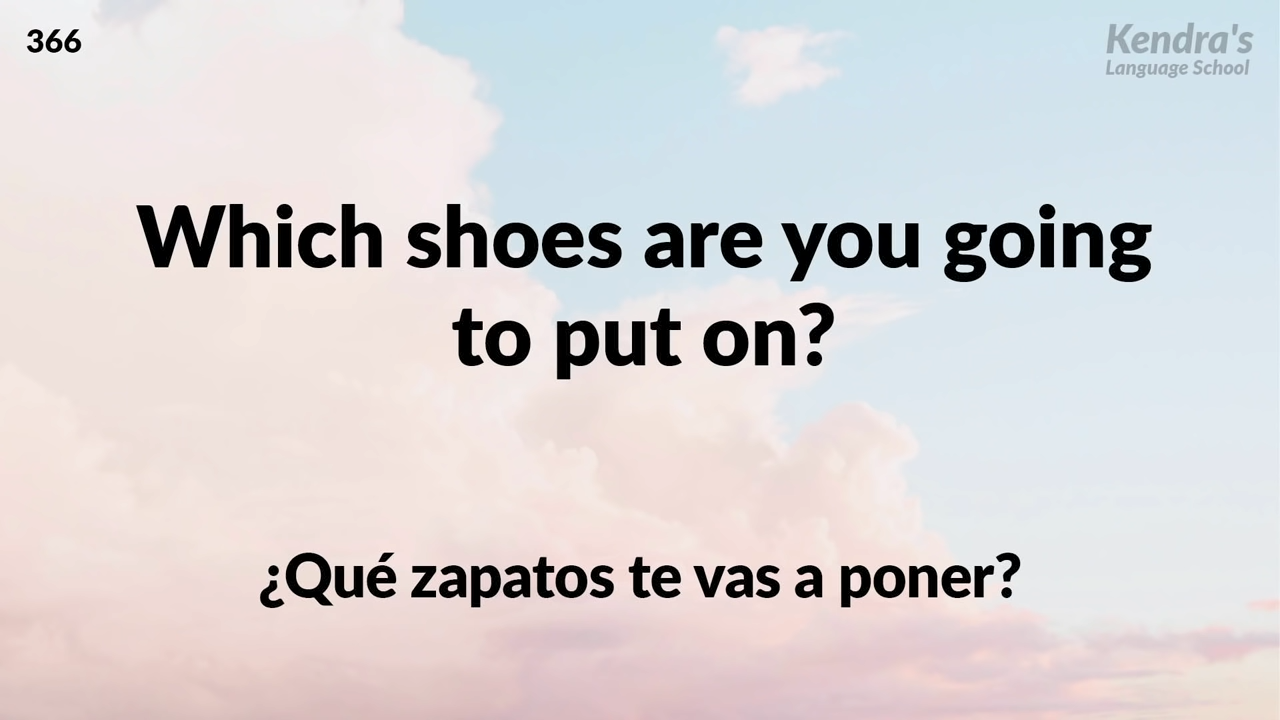 366
Kendra's
Language School
Which shoes are you going
to put on?
¿Qué zapatos te vas a poner?